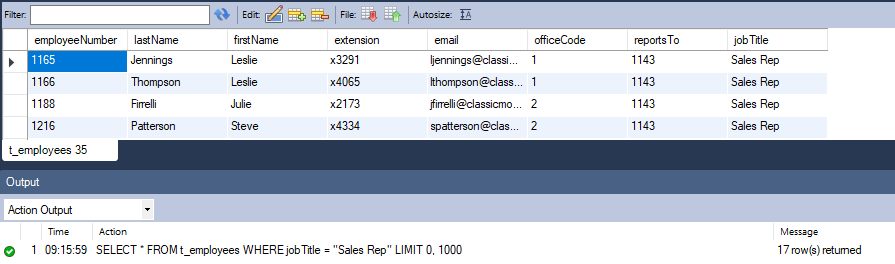 Filter: Edit: File: Autosize:
employeeNumber lastName firstName extension email officeCode reportsTo jobTitle
1165 Jennings Leslie x3291 ljennings@classic... 1 1143 Sales Rep
1166 Thompson Leslie x4065 lthompson@classi... 1 1143 Sales Rep
1188 Firrelli Julie x2173 jfirrelli@classicmo... 2 1143 Sales Rep
1216 Patterson Steve x4334 spatterson@class... 2 1143 Sales Rep
t_employees 35
Output
Action Output
Time Action Message
1 09:15:59 SELECT * FROM t_employees WHERE jobTitle = "Sales Rep" LIMIT 0, 1000 17 row(s) returned